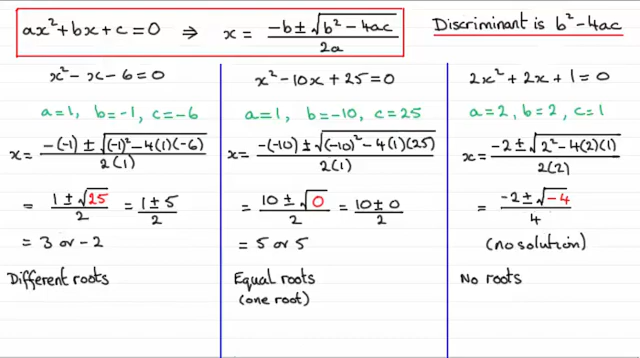 ax² + bx + c = 0 ⇒ x = (-b ± √(b² - 4ac)) / 2a
Discriminant is b² - 4ac
x² - x - 6 = 0
a = 1, b = -1, c = -6
x = (-(-1) ± √((-1)² - 4(1)(-6))) / 2(1)
= (1 ± √25) / 2 = (1 ± 5) / 2
= 3 or -2
Different roots
x² - 10x + 25 = 0
a = 1, b = -10, c = 25
x = (-(-10) ± √((-10)² - 4(1)(25))) / 2(1)
= (10 ± √0) / 2 = (10 ± 0) / 2
= 5 or 5
Equal roots
(one root)
2x² + 2x + 1 = 0
a = 2, b = 2, c = 1
x = (-2 ± √(2² - 4(2)(1))) / 2(2)
= (-2 ± √-4) / 4
(no solution)
No roots